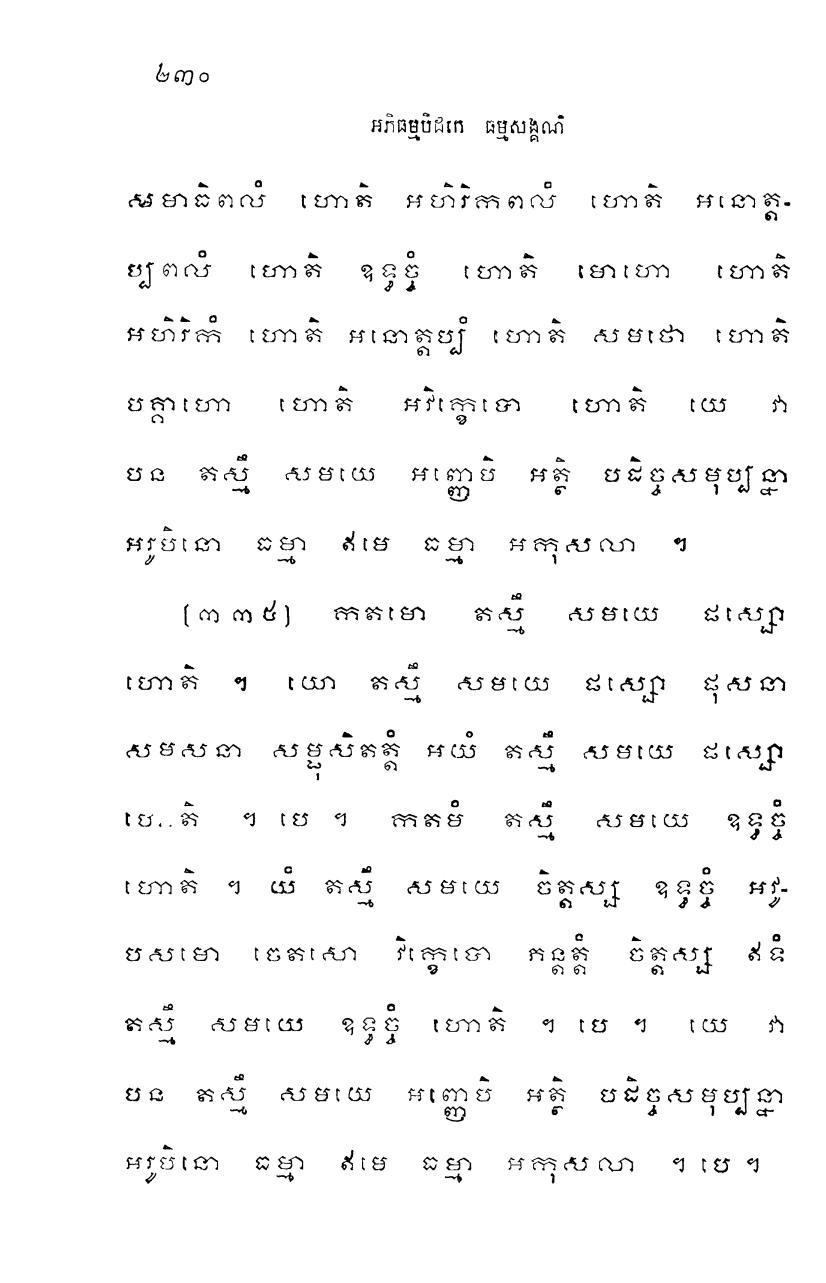 ២៣០
អភិធម្មបិដកេ ធម្មសង្គណី
សមាធិពលំ ហោតិ អហិរិកពលំ ហោតិ អនោត្ត-
ប្បពលំ ហោតិ ឧទ្ធច្ចំ ហោតិ មោហោ ហោតិ
អហិរិកំ ហោតិ អនោត្តប្បំ ហោតិ សមថោ ហោតិ
បគ្គាហោ ហោតិ អវិក្ខេបោ ហោតិ យេ វា
បន តស្មឹ សមយេ អញ្ញេបិ អត្ថិ បដិច្ចសមុប្បន្នា
អរូបិនោ ធម្មា ឥមេ ធម្មា អកុសលា ។
[៣៣៥] កតមោ តស្មឹ សមយេ ផស្សោ
ហោតិ ។ យោ តស្មឹ សមយេ ផស្សោ ផុសនា
សមសនា សម្ផុសិតត្តំ អយំ តស្មឹ សមយេ ផស្សោ
ហោតិ ។ បេ ។ កតមំ តស្មឹ សមយេ ឧទ្ធច្ចំ
ហោតិ ។ យំ តស្មឹ សមយេ ចិត្តស្ស ឧទ្ធច្ចំ អវូ-
បសមោ ចេតសោ វិក្ខេបោ ភន្តត្តំ ចិត្តស្ស ឥទំ
តស្មឹ សមយេ ឧទ្ធច្ចំ ហោតិ ។ បេ ។ យេ វា
បន តស្មឹ សមយេ អញ្ញេបិ អត្ថិ បដិច្ចសមុប្បន្នា
អរូបិនោ ធម្មា ឥមេ ធម្មា អកុសលា ។ បេ ។